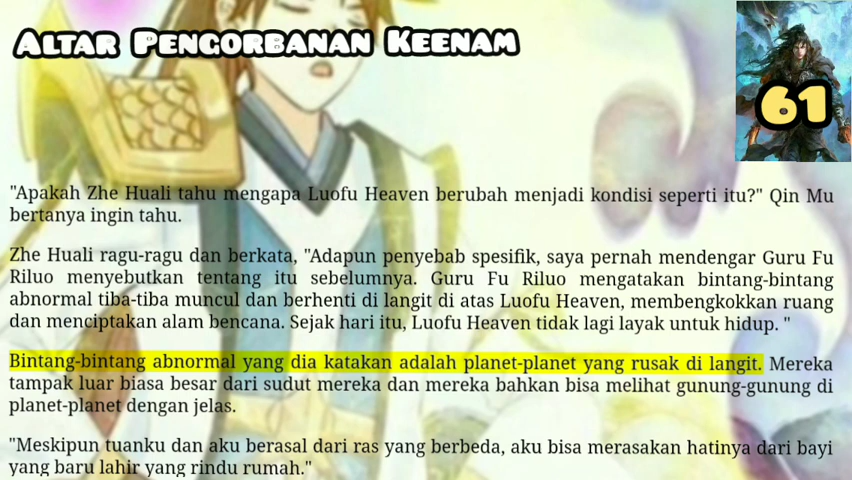 Altar Pengorbanan Keenam
61
"Apakah Zhe Huali tahu mengapa Luofu Heaven berubah menjadi kondisi seperti itu?" Qin Mu
bertanya ingin tahu.
Zhe Huali ragu-ragu dan berkata, "Adapun penyebab spesifik, saya pernah mendengar Guru Fu
Riluo menyebutkan tentang itu sebelumnya. Guru Fu Riluo mengatakan bintang-bintang
abnormal tiba-tiba muncul dan berhenti di langit di atas Luofu Heaven, membengkokkan ruang
dan menciptakan alam bencana. Sejak hari itu, Luofu Heaven tidak lagi layak untuk hidup. "
Bintang-bintang abnormal yang dia katakan adalah planet-planet yang rusak di langit. Mereka
tampak luar biasa besar dari sudut mereka dan mereka bahkan bisa melihat gunung-gunung di
planet-planet dengan jelas.
"Meskipun tuanku dan aku berasal dari ras yang berbeda, aku bisa merasakan hatinya dari bayi
yang baru lahir yang rindu rumah."